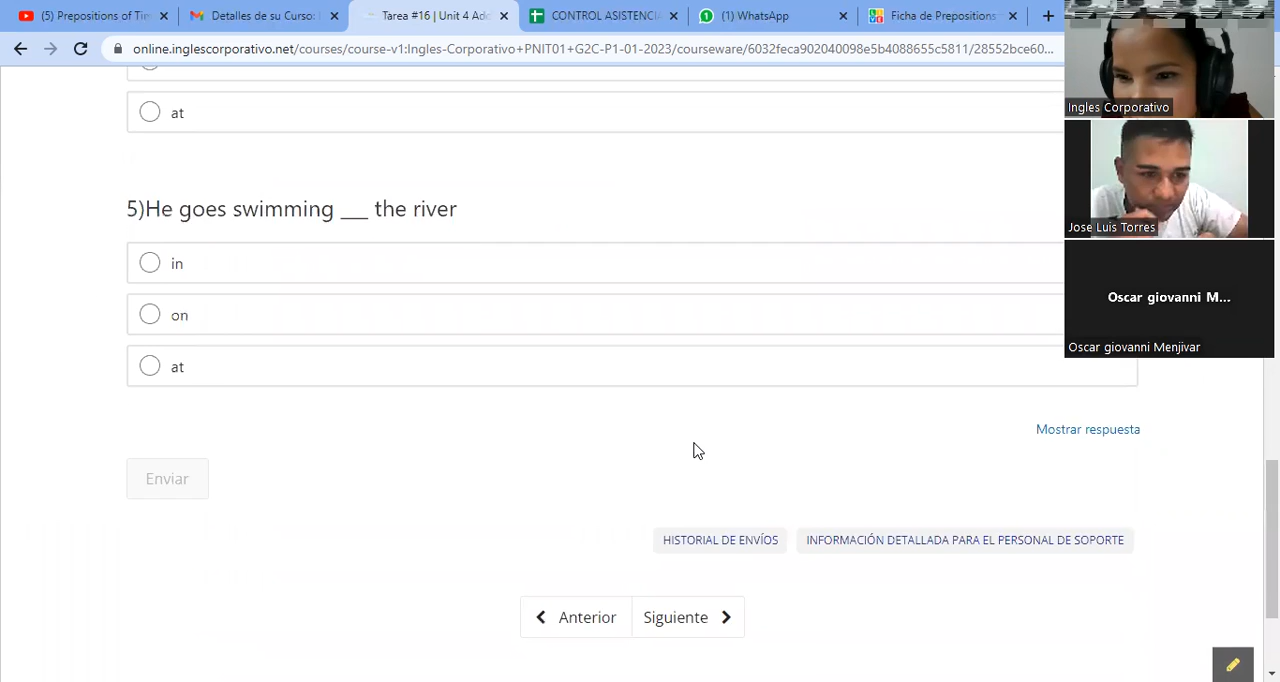 (5) Prepositions of Tim
Detalles de su Curso:
Tarea #16 | Unit 4 A
CONTROL ASISTENCIA
(1) WhatsApp
Ficha de Prepositions
online.inglescorporativo.net/courses/course-v1:Ingles-Corporativo+PNIT01+G2C-P1-01-2023/courseware/6032feca902040098e5b4088655c5811/28552bce60...
Ingles Corporativo
at
Jose Luis Torres
5)He goes swimming ___ the river
in
Oscar giovanni M...
on
Oscar giovanni Menjivar
at
Mostrar respuesta
Enviar
HISTORIAL DE ENVÍOS
INFORMACIÓN DETALLADA PARA EL PERSONAL DE SOPORTE
Anterior
Siguiente